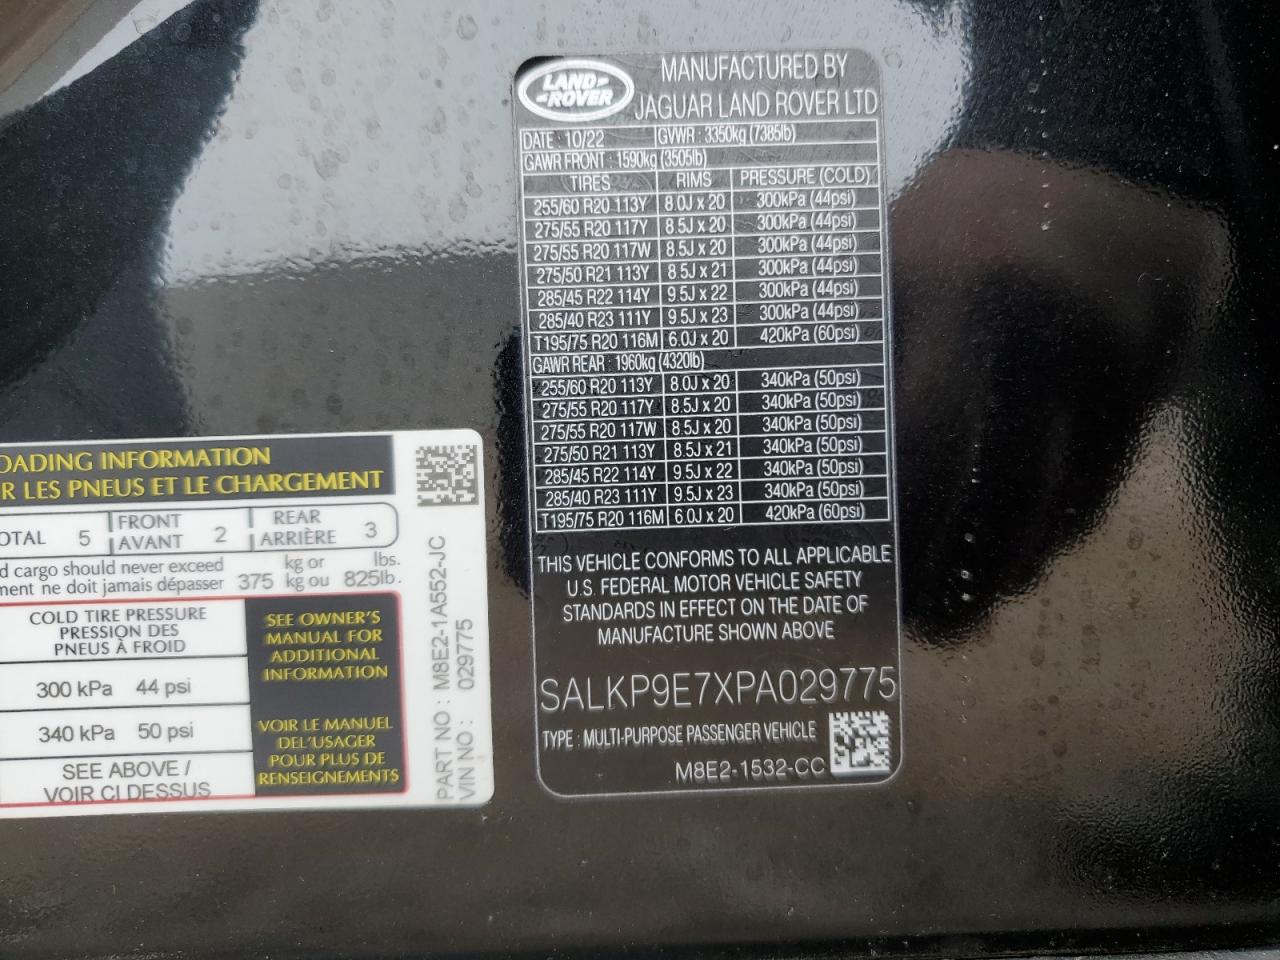 LAND-
-ROVER
MANUFACTURED BY
JAGUAR LAND ROVER LTD
DATE : 10/22 GVWR : 3350kg (7385lb)
GAWR FRONT : 1590kg (3505lb)
TIRES RIMS PRESSURE (COLD)
255/60 R20 113Y 8.0J x 20 300kPa (44psi)
275/55 R20 117Y 8.5J x 20 300kPa (44psi)
275/55 R20 117W 8.5J x 20 300kPa (44psi)
275/50 R21 113Y 8.5J x 21 300kPa (44psi)
285/45 R22 114Y 9.5J x 22 300kPa (44psi)
285/40 R23 111Y 9.5J x 23 300kPa (44psi)
T195/75 R20 116M 6.0J x 20 420kPa (60psi)
GAWR REAR : 1960kg (4320lb)
255/60 R20 113Y 8.0J x 20 340kPa (50psi)
275/55 R20 117Y 8.5J x 20 340kPa (50psi)
275/55 R20 117W 8.5J x 20 340kPa (50psi)
275/50 R21 113Y 8.5J x 21 340kPa (50psi)
285/45 R22 114Y 9.5J x 22 340kPa (50psi)
285/40 R23 111Y 9.5J x 23 340kPa (50psi)
T195/75 R20 116M 6.0J x 20 420kPa (60psi)
THIS VEHICLE CONFORMS TO ALL APPLICABLE
U.S. FEDERAL MOTOR VEHICLE SAFETY
STANDARDS IN EFFECT ON THE DATE OF
MANUFACTURE SHOWN ABOVE
SALKP9E7XPA029775
TYPE : MULTI-PURPOSE PASSENGER VEHICLE
M8E2-1532-CC
OADING INFORMATION
R LES PNEUS ET LE CHARGEMENT
OTAL 5 FRONT AVANT 2 REAR ARRIÈRE 3
d cargo should never exceed kg or lbs.
ment ne doit jamais dépasser 375 kg ou 825lb.
COLD TIRE PRESSURE
PRESSION DES
PNEUS À FROID
300 kPa 44 psi
340 kPa 50 psi
SEE ABOVE /
VOIR CI DESSUS
SEE OWNER'S
MANUAL FOR
ADDITIONAL
INFORMATION
VOIR LE MANUEL
DEL'USAGER
POUR PLUS DE
RENSEIGNEMENTS
PART NO : M8E2-1A552-JC
VIN NO : 029775